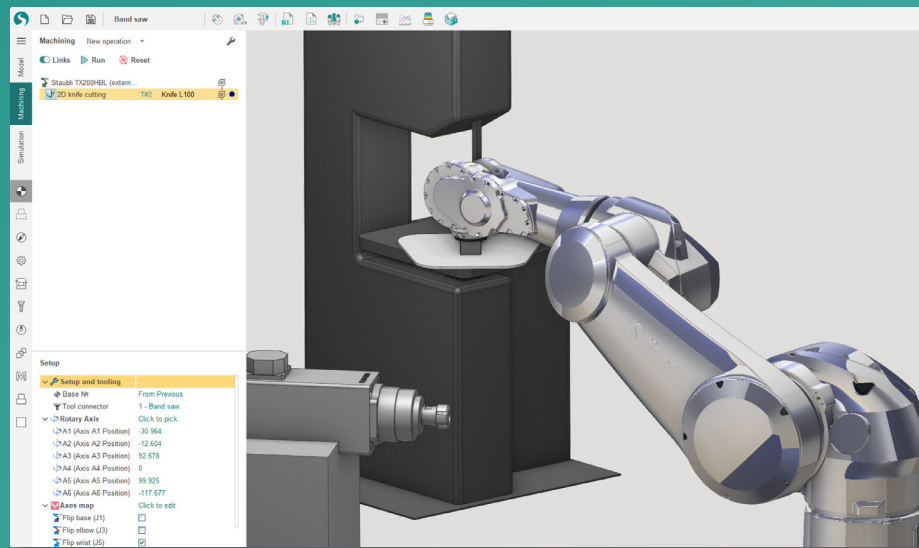 Band saw
Machining New operation
Links Run Reset
Staubli TX200HBL (extern...
2D knife cutting T#2 Knife L100
Model
Machining
Simulation
Setup
Setup and tooling
Base № From Previous
Tool connector 1 - Band saw
Rotary Axis Click to pick
A1 (Axis A1 Position) -30.964
A2 (Axis A2 Position) -12.604
A3 (Axis A3 Position) 92.678
A4 (Axis A4 Position) 0
A5 (Axis A5 Position) 99.925
A6 (Axis A6 Position) -117.677
Axes map Click to edit
Flip base (J1)
Flip elbow (J3)
Flip wrist (J5)